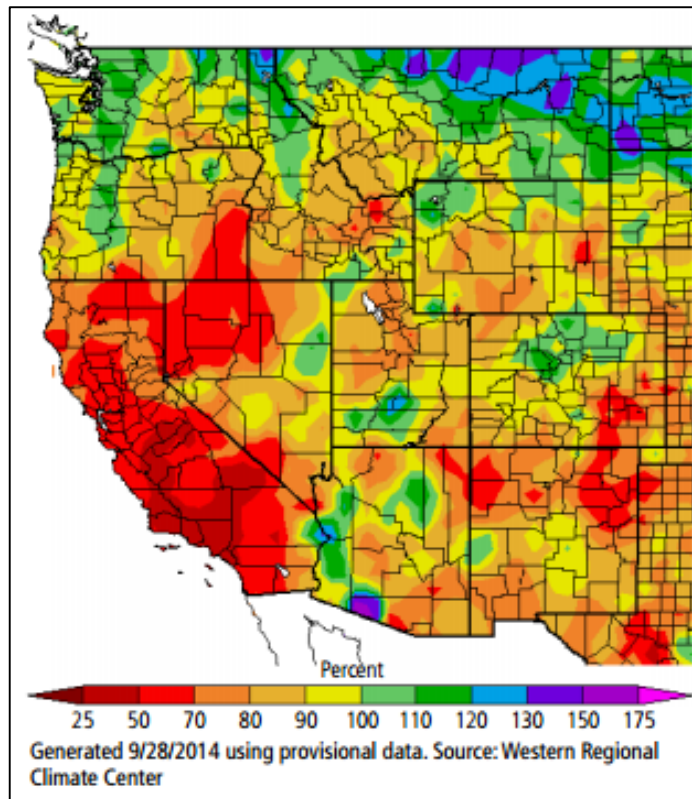 Percent
25 50 70 80 90 100 110 120 130 150 175
Generated 9/28/2014 using provisional data. Source: Western Regional
Climate Center